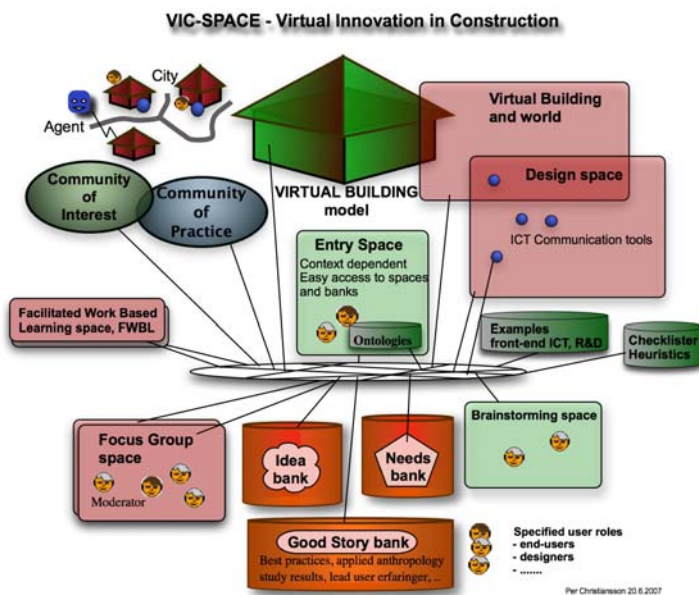 VIC-SPACE - Virtual Innovation in Construction
City
Agent
Virtual Building
and world
Design space
Community
of
Interest
Community
of
Practice
VIRTUAL BUILDING
model
ICT Communication tools
Entry Space
Context dependent
Easy access to spaces
and banks
Ontologies
Facilitated Work Based
Learning space, FWBL
Examples
front-end ICT, R&D
Checklister
Heuristics
Focus Group
space
Moderator
Idea
bank
Needs
bank
Brainstorming space
Good Story bank
Best practices, applied anthropology
study results, lead user erfaringer, ..
Specified user roles
- end-users
- designers
- .......
Per Christiansson 20.6.2007